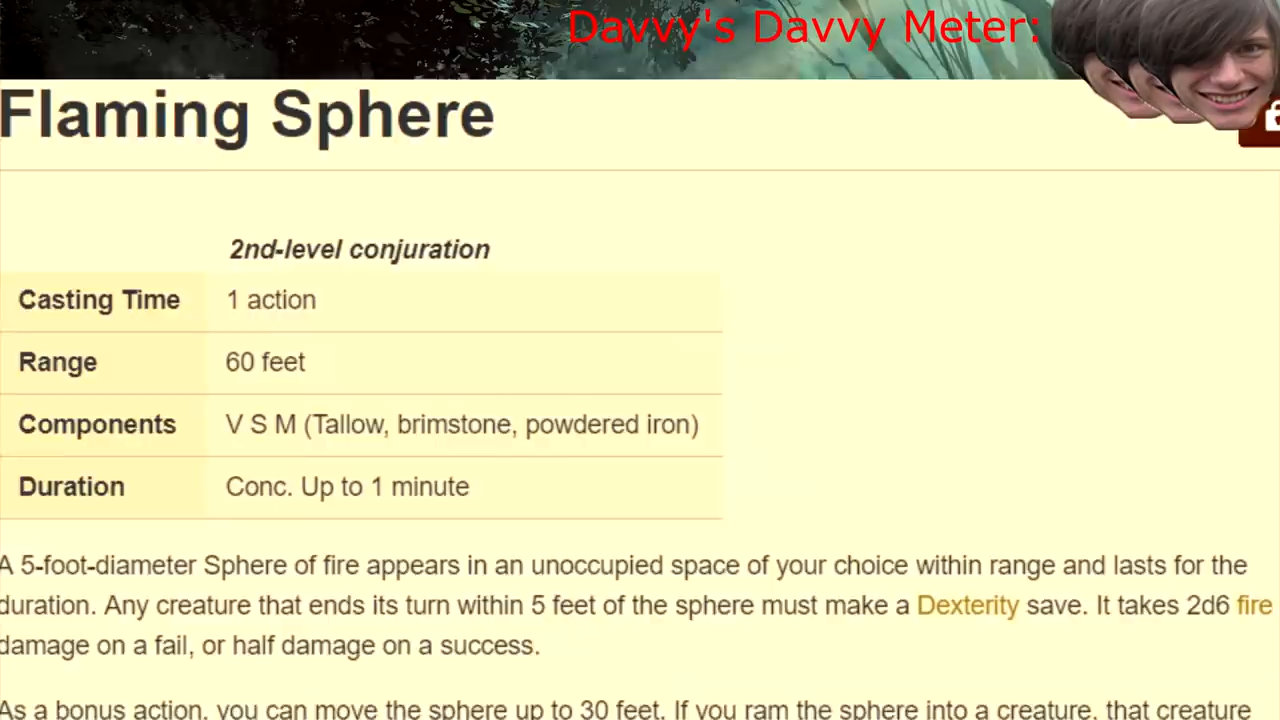 Davvy's Davvy Meter:
Flaming Sphere
2nd-level conjuration
Casting Time 1 action
Range 60 feet
Components V S M (Tallow, brimstone, powdered iron)
Duration Conc. Up to 1 minute
A 5-foot-diameter Sphere of fire appears in an unoccupied space of your choice within range and lasts for the
duration. Any creature that ends its turn within 5 feet of the sphere must make a Dexterity save. It takes 2d6 fire
damage on a fail, or half damage on a success.
As a bonus action, you can move the sphere up to 30 feet. If you ram the sphere into a creature, that creature